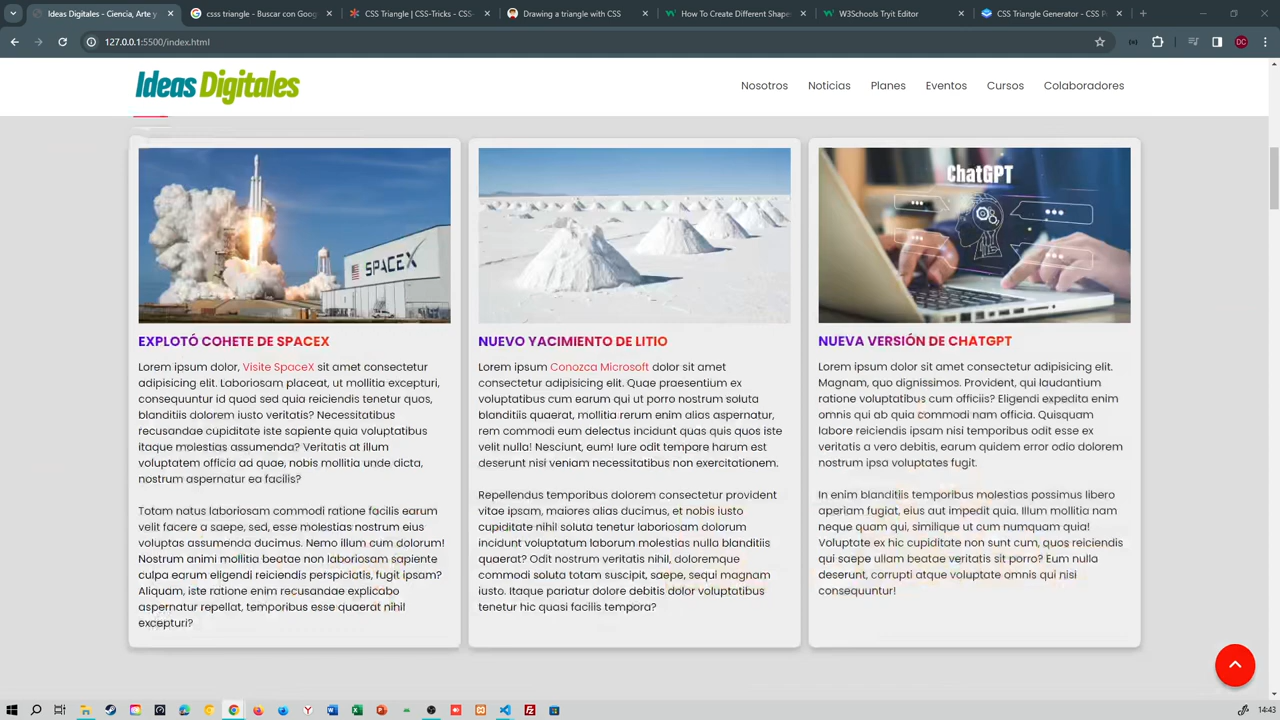 Ideas Digitales - Ciencia, Arte y
csss triangle - Buscar con Goog
CSS Triangle | CSS-Tricks - CSS-
Drawing a triangle with CSS
How To Create Different Shapes
W3Schools Tryit Editor
CSS Triangle Generator - CSS P
127.0.0.1:5500/index.html
DC
Ideas Digitales
Nosotros
Noticias
Planes
Eventos
Cursos
Colaboradores
SPACEX
ChatGPT
EXPLOTÓ COHETE DE SPACEX
Lorem ipsum dolor, Visite SpaceX sit amet consectetur
adipisicing elit. Laboriosam placeat, ut mollitia excepturi,
consequuntur id quod sed quia reiciendis tenetur quos,
blanditiis dolorem iusto veritatis? Necessitatibus
recusandae cupiditate iste sapiente quia voluptatibus
itaque molestias assumenda? Veritatis at illum
voluptatem officia ad quae, nobis mollitia unde dicta,
nostrum aspernatur ea facilis?
Totam natus laboriosam commodi ratione facilis earum
velit facere a saepe, sed, esse molestias nostrum eius
voluptas assumenda ducimus. Nemo illum cum dolorum!
Nostrum animi mollitia beatae non laboriosam sapiente
culpa earum eligendi reiciendis perspiciatis, fugit ipsam?
Aliquam, iste ratione enim recusandae explicabo
aspernatur repellat, temporibus esse quaerat nihil
excepturi?
NUEVO YACIMIENTO DE LITIO
Lorem ipsum Conozca Microsoft dolor sit amet
consectetur adipisicing elit. Quae praesentium ex
voluptatibus cum earum qui ut porro nostrum soluta
blanditiis quaerat, mollitia rerum enim alias aspernatur,
rem commodi eum delectus incidunt quas quis quos iste
velit nulla! Nesciunt, eum! Iure odit tempore harum est
deserunt nisi veniam necessitatibus non exercitationem.
Repellendus temporibus dolorem consectetur provident
vitae ipsam, maiores alias ducimus, et nobis iusto
cupiditate nihil soluta tenetur laboriosam dolorum
incidunt voluptatum laborum molestias nulla blanditiis
quaerat? Odit nostrum veritatis nihil, doloremque
commodi soluta totam suscipit, saepe, sequi magnam
iusto. Itaque pariatur dolore debitis dolor voluptatibus
tenetur hic quasi facilis tempora?
NUEVA VERSIÓN DE CHATGPT
Lorem ipsum dolor sit amet consectetur adipisicing elit.
Magnam, quo dignissimos. Provident, qui laudantium
ratione voluptatibus cum officiis? Eligendi expedita enim
omnis qui ab quia commodi nam officia. Quisquam
labore reiciendis ipsam nisi temporibus odit esse ex
veritatis a vero debitis, earum quidem error odio dolorem
nostrum ipsa voluptates fugit.
In enim blanditiis temporibus molestias possimus libero
aperiam fugiat, eius aut impedit quia. Illum mollitia nam
neque quam qui, similique ut cum numquam quia!
Voluptate ex hic cupiditate non sunt cum, quos reiciendis
qui saepe ullam beatae veritatis sit porro? Eum nulla
deserunt, corrupti atque voluptate omnis qui nisi
consequuntur!
14:43